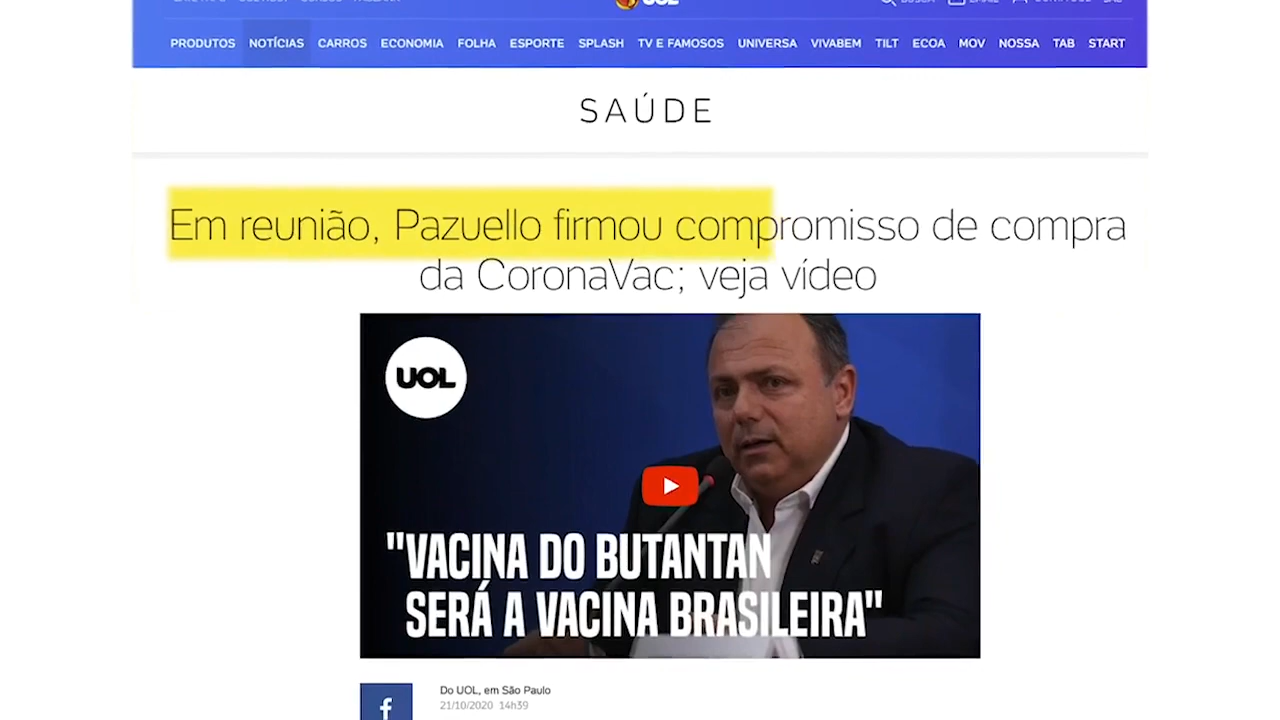 UOL
PRODUTOS NOTÍCIAS CARROS ECONOMIA FOLHA ESPORTE SPLASH TV E FAMOSOS UNIVERSA VIVABEM TILT ECOA MOV NOSSA TAB START
SAÚDE
Em reunião, Pazuello firmou compromisso de compra
da CoronaVac; veja vídeo
UOL
"VACINA DO BUTANTAN
SERÁ A VACINA BRASILEIRA"
f
Do UOL, em São Paulo
21/10/2020 14h39